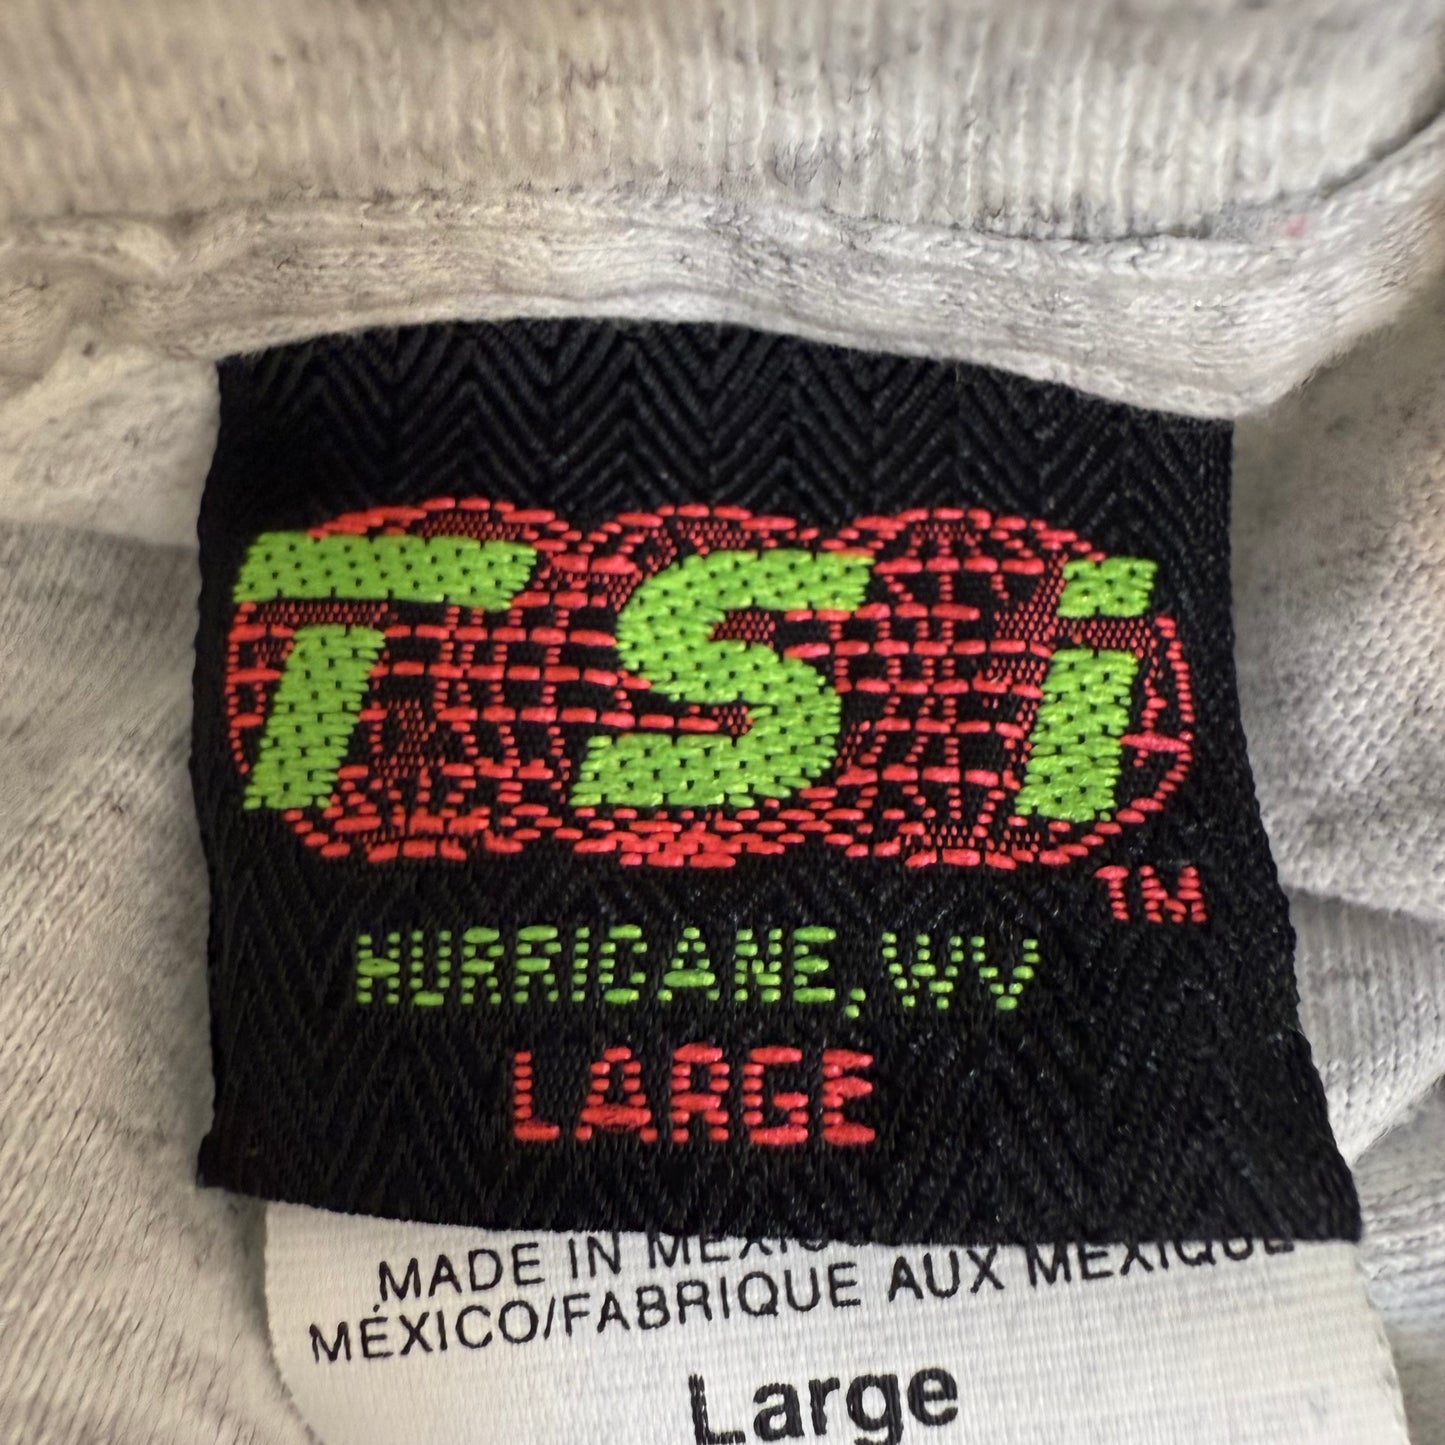 TSi
TM
HURRICANE, WV
LARGE
MADE IN MEXICO
MÉXICO/FABRIQUE AUX MEXIQUE
Large